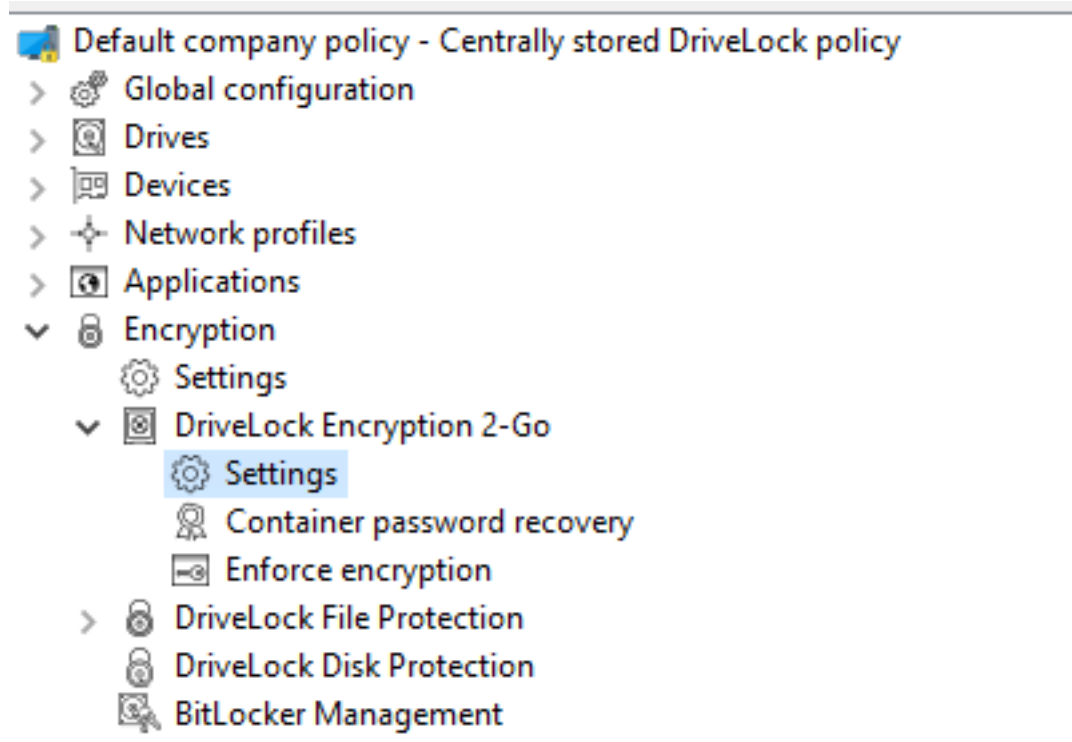 Default company policy - Centrally stored DriveLock policy
Global configuration
Drives
Devices
Network profiles
Applications
Encryption
Settings
DriveLock Encryption 2-Go
Settings
Container password recovery
Enforce encryption
DriveLock File Protection
DriveLock Disk Protection
BitLocker Management